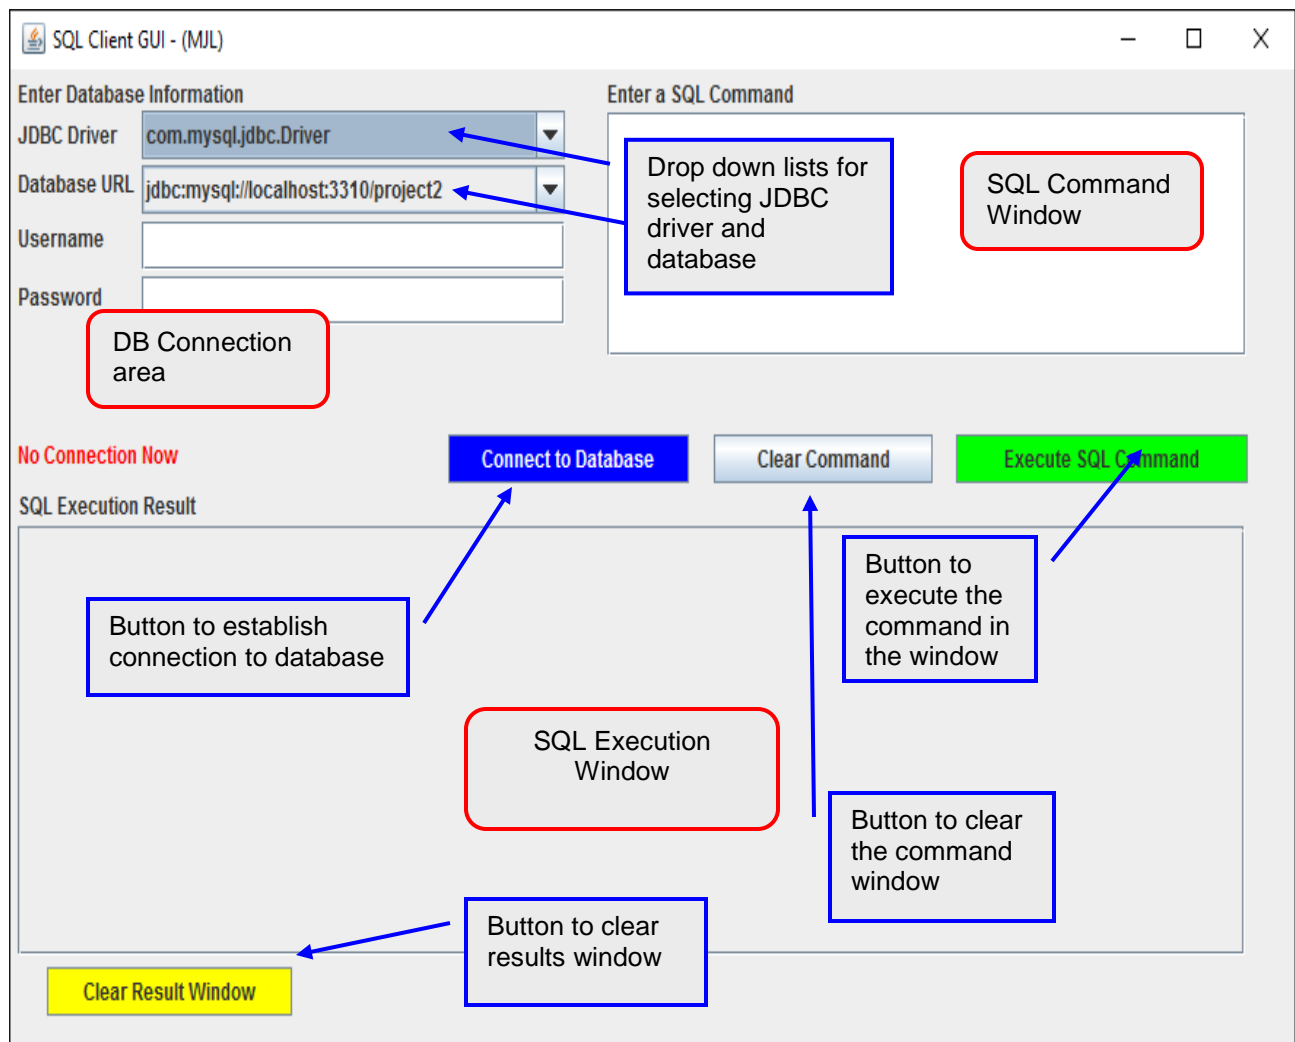 SQL Client GUI - (MJL)
Enter Database Information
Enter a SQL Command
JDBC Driver
com.mysql.jdbc.Driver
Database URL
jdbc:mysql://localhost:3310/project2
Username
Password
Drop down lists for
selecting JDBC
driver and
database
SQL Command
Window
DB Connection
area
No Connection Now
Connect to Database
Clear Command
Execute SQL Command
SQL Execution Result
Button to establish
connection to database
Button to
execute the
command in
the window
SQL Execution
Window
Button to clear
the command
window
Button to clear
results window
Clear Result Window